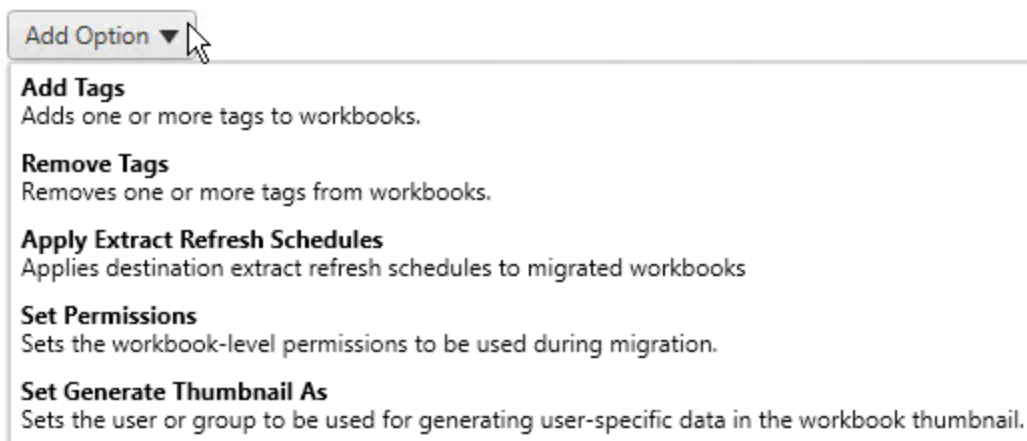 Add Option ▼
Add Tags
Adds one or more tags to workbooks.
Remove Tags
Removes one or more tags from workbooks.
Apply Extract Refresh Schedules
Applies destination extract refresh schedules to migrated workbooks
Set Permissions
Sets the workbook-level permissions to be used during migration.
Set Generate Thumbnail As
Sets the user or group to be used for generating user-specific data in the workbook thumbnail.